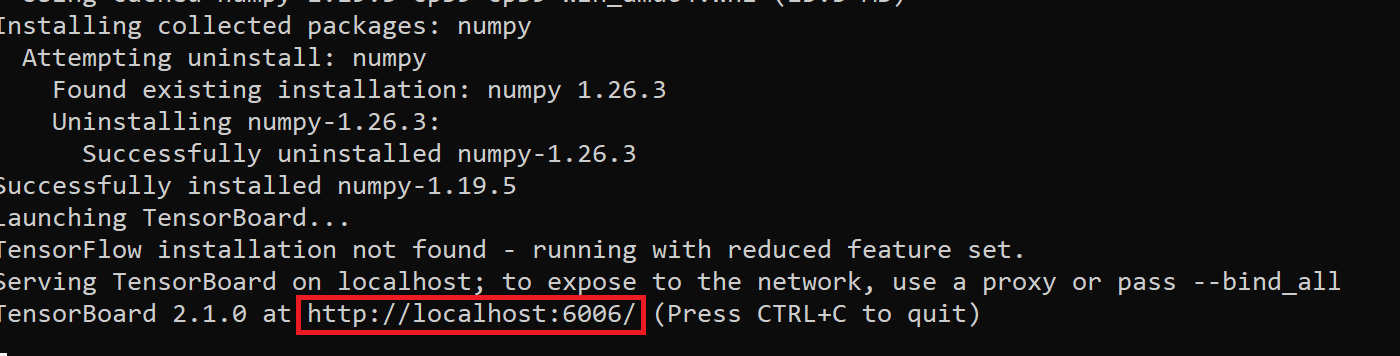 Installing collected packages: numpy
Attempting uninstall: numpy
Found existing installation: numpy 1.26.3
Uninstalling numpy-1.26.3:
Successfully uninstalled numpy-1.26.3
Successfully installed numpy-1.19.5
Launching TensorBoard...
TensorFlow installation not found - running with reduced feature set.
Serving TensorBoard on localhost; to expose to the network, use a proxy or pass --bind_all
TensorBoard 2.1.0 at http://localhost:6006/ (Press CTRL+C to quit)